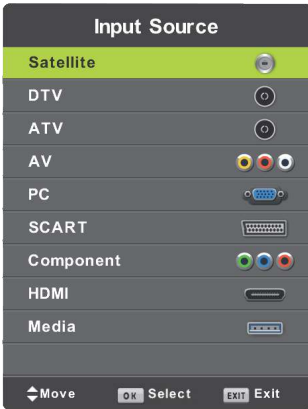 Input Source
Satellite
DTV
ATV
AV
PC
SCART
Component
HDMI
Media
Move OK Select EXIT Exit